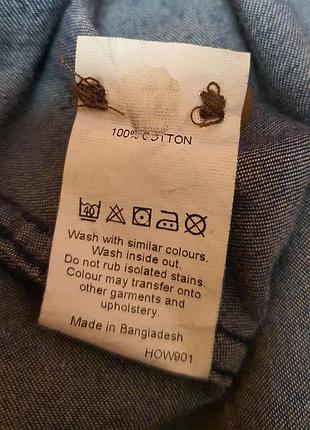 100% COTTON
40
Wash with similar colours.
Wash inside out.
Do not rub isolated stains.
Colour may transfer onto
other garments and
upholstery.
Made in Bangladesh
HOW901